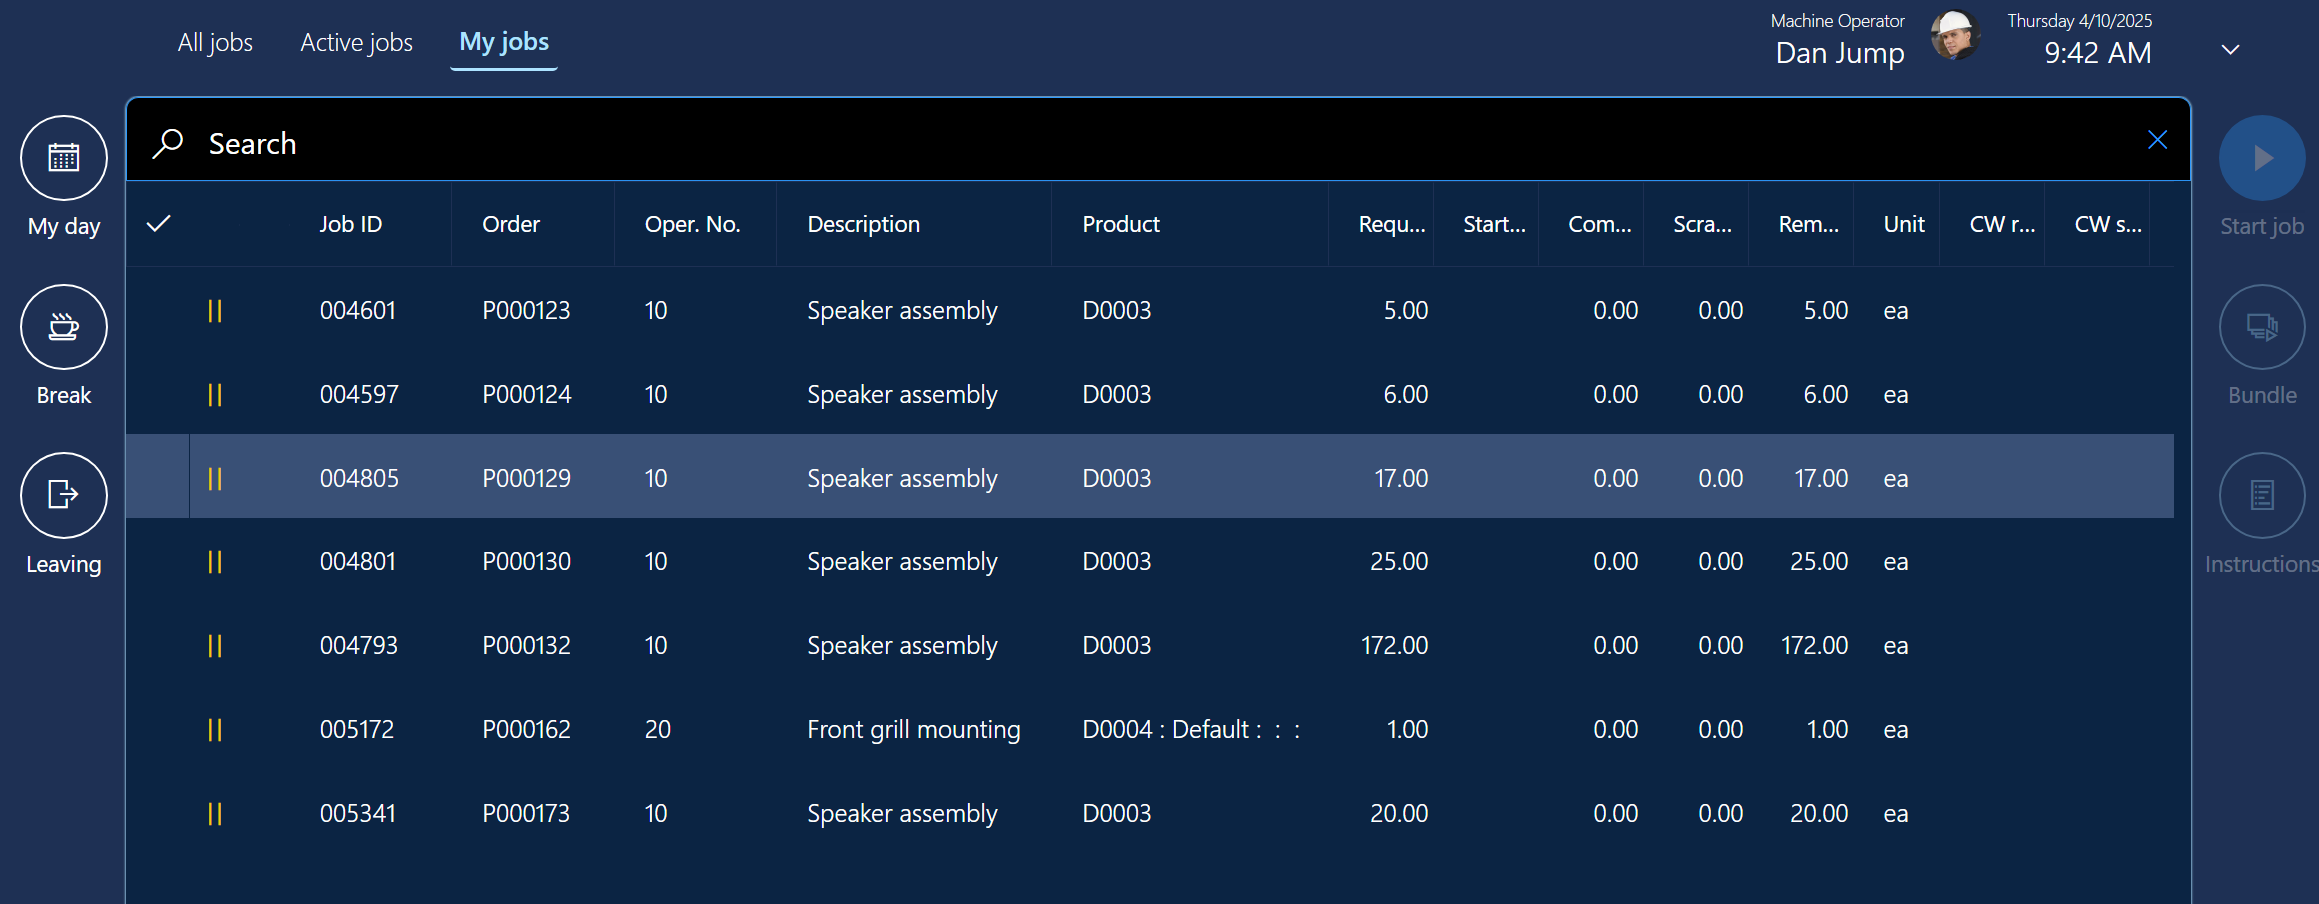 All jobs Active jobs My jobs
Machine Operator
Dan Jump
Thursday 4/10/2025
9:42 AM
My day
Break
Leaving
Search
Job ID Order Oper. No. Description Product Requ... Start... Com... Scra... Rem... Unit CW r... CW s...
004601 P000123 10 Speaker assembly D0003 5.00 0.00 0.00 5.00 ea
004597 P000124 10 Speaker assembly D0003 6.00 0.00 0.00 6.00 ea
004805 P000129 10 Speaker assembly D0003 17.00 0.00 0.00 17.00 ea
004801 P000130 10 Speaker assembly D0003 25.00 0.00 0.00 25.00 ea
004793 P000132 10 Speaker assembly D0003 172.00 0.00 0.00 172.00 ea
005172 P000162 20 Front grill mounting D0004 : Default : : : 1.00 0.00 0.00 1.00 ea
005341 P000173 10 Speaker assembly D0003 20.00 0.00 0.00 20.00 ea
Start job
Bundle
Instructions